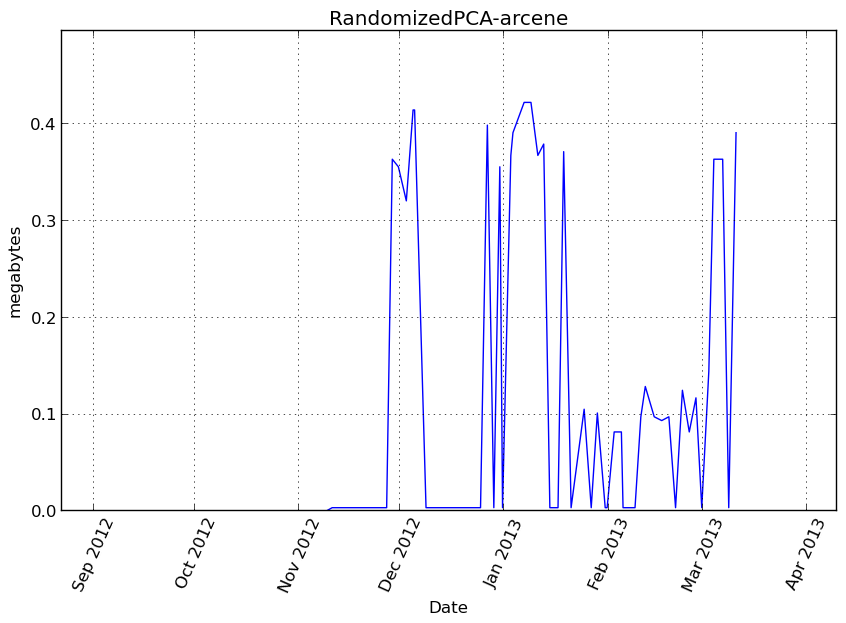 RandomizedPCA-arcene
megabytes
0.4
0.3
0.2
0.1
0.0
Sep 2012
Oct 2012
Nov 2012
Dec 2012
Jan 2013
Feb 2013
Mar 2013
Apr 2013
Date